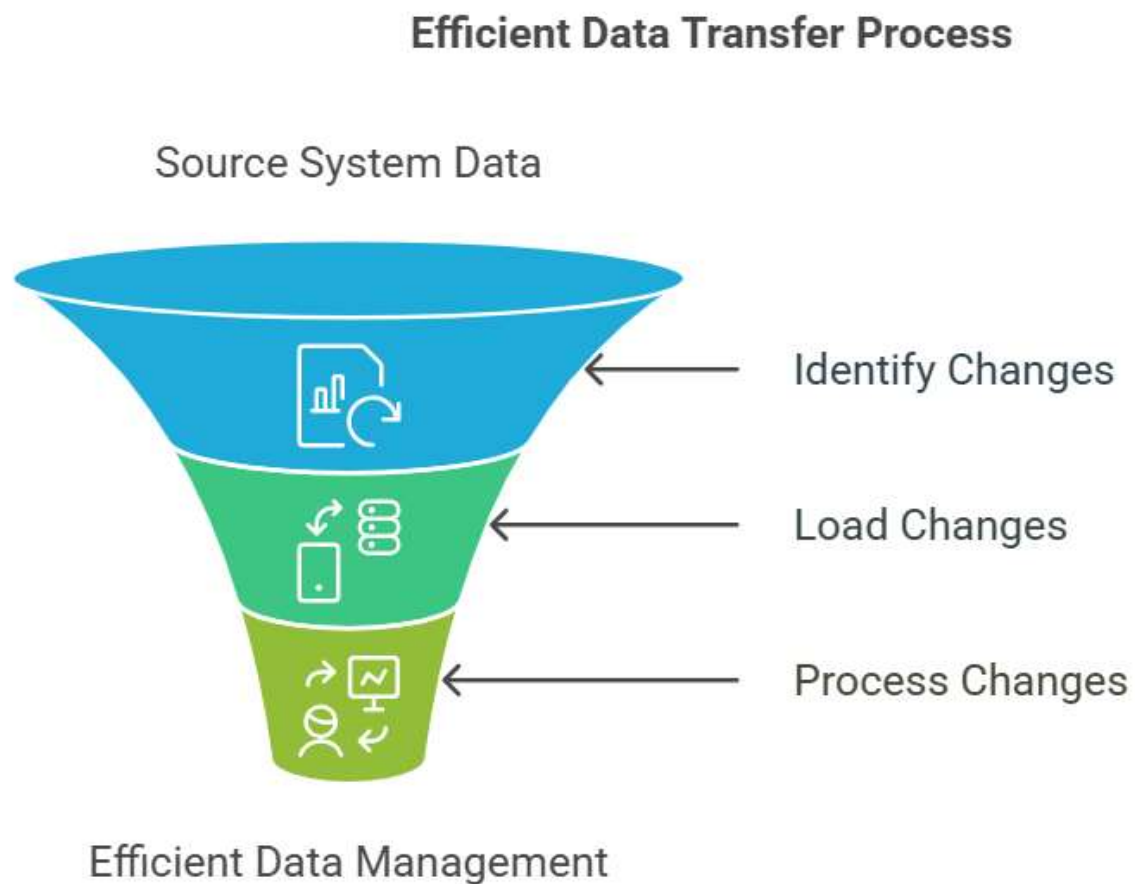 Efficient Data Transfer Process
Source System Data
Identify Changes
Load Changes
Process Changes
Efficient Data Management